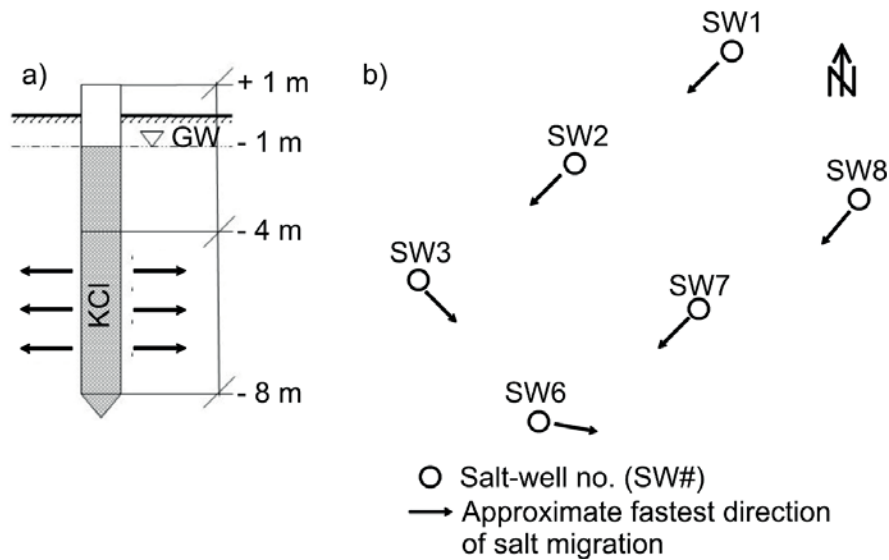 a)
+ 1 m
GW
- 1 m
- 4 m
KCl
- 8 m
b)
SW1
N
SW2
SW8
SW3
SW7
SW6
Salt-well no. (SW#)
Approximate fastest direction
of salt migration